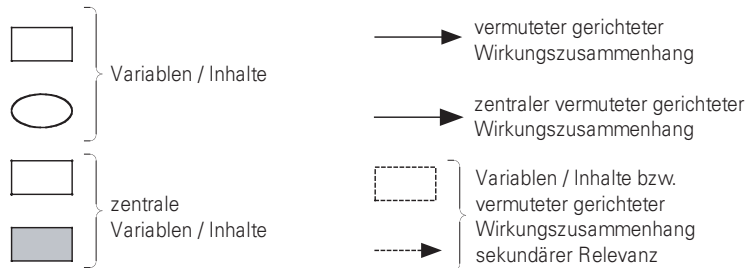 Variablen / Inhalte
zentrale
Variablen / Inhalte
vermuteter gerichteter
Wirkungszusammenhang
zentraler vermuteter gerichteter
Wirkungszusammenhang
Variablen / Inhalte bzw.
vermuteter gerichteter
Wirkungszusammenhang
sekundärer Relevanz